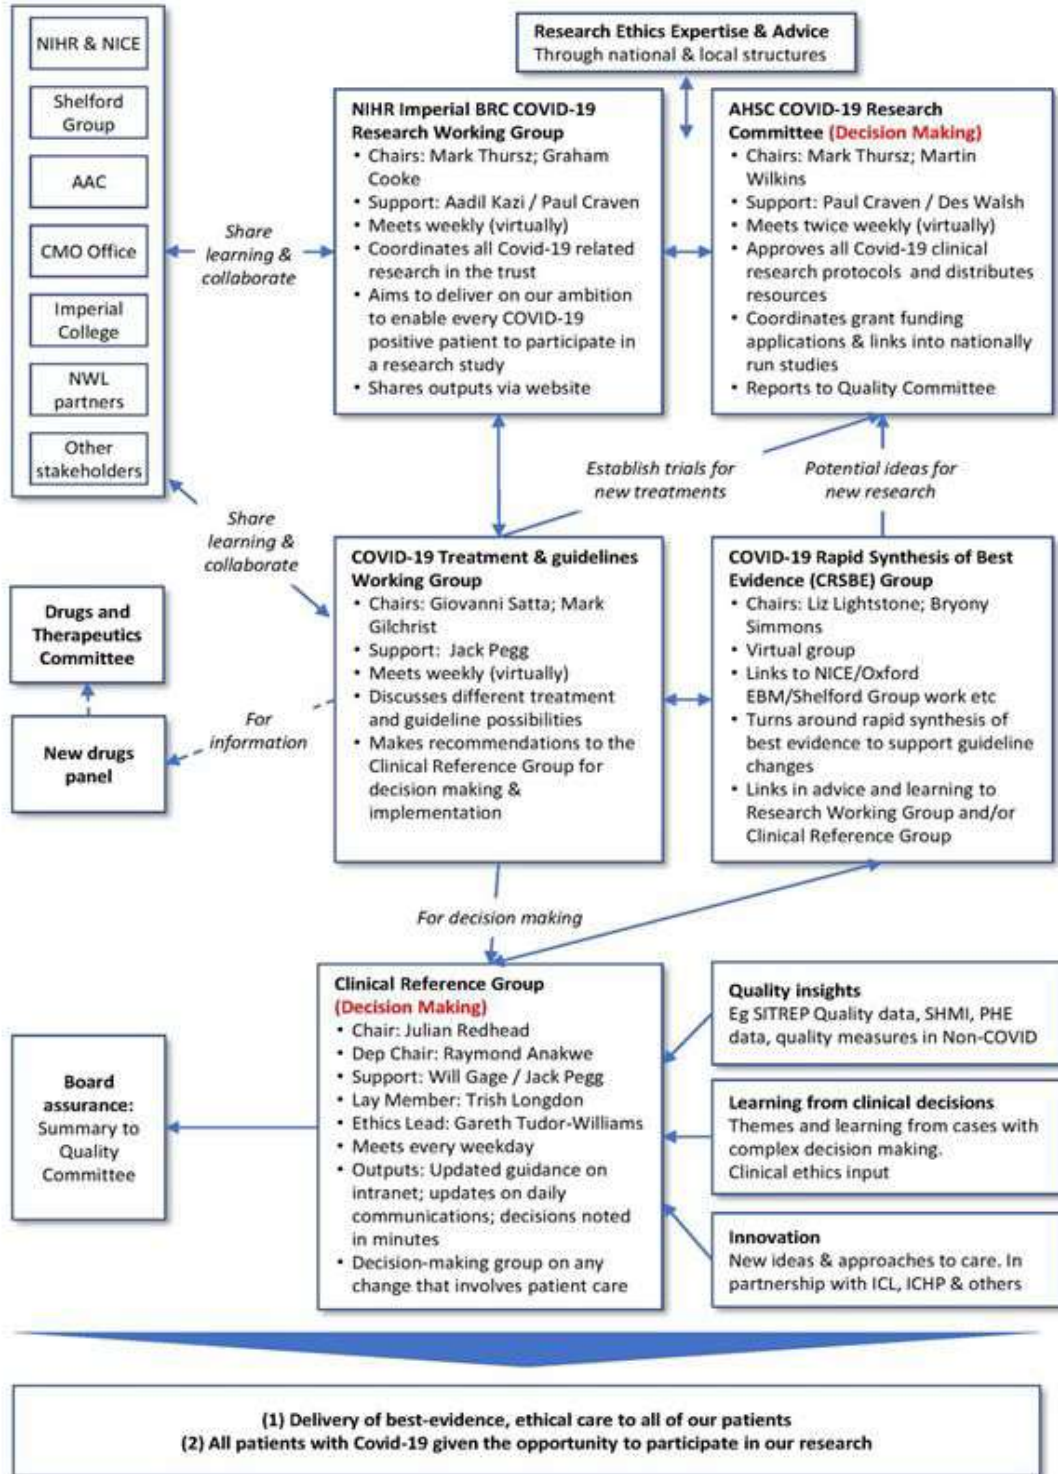 NIHR & NICE
Shelford
Group
AAC
CMO Office
Imperial
College
NWL
partners
Other
stakeholders
Research Ethics Expertise & Advice
Through national & local structures
Share
learning &
collaborate
NIHR Imperial BRC COVID-19
Research Working Group
• Chairs: Mark Thursz; Graham
Cooke
• Support: Aadil Kazi / Paul Craven
• Meets weekly (virtually)
• Coordinates all Covid-19 related
research in the trust
• Aims to deliver on our ambition
to enable every COVID-19
positive patient to participate in
a research study
• Shares outputs via website
AHSC COVID-19 Research
Committee (Decision Making)
• Chairs: Mark Thursz; Martin
Wilkins
• Support: Paul Craven / Des Walsh
• Meets twice weekly (virtually)
• Approves all Covid-19 clinical
research protocols and distributes
resources
• Coordinates grant funding
applications & links into nationally
run studies
• Reports to Quality Committee
Establish trials for
new treatments
Potential ideas for
new research
Share
learning &
collaborate
Drugs and
Therapeutics
Committee
New drugs
panel
For
information
COVID-19 Treatment & guidelines
Working Group
• Chairs: Giovanni Satta; Mark
Gilchrist
• Support: Jack Pegg
• Meets weekly (virtually)
• Discusses different treatment
and guideline possibilities
• Makes recommendations to the
Clinical Reference Group for
decision making &
implementation
COVID-19 Rapid Synthesis of Best
Evidence (CRSBE) Group
• Chairs: Liz Lightstone; Bryony
Simmons
• Virtual group
• Links to NICE/Oxford
EBM/Shelford Group work etc
• Turns around rapid synthesis of
best evidence to support guideline
changes
• Links in advice and learning to
Research Working Group and/or
Clinical Reference Group
For decision making
Board
assurance:
Summary to
Quality
Committee
Clinical Reference Group
(Decision Making)
• Chair: Julian Redhead
• Dep Chair: Raymond Anakwe
• Support: Will Gage / Jack Pegg
• Lay Member: Trish Longdon
• Ethics Lead: Gareth Tudor-Williams
• Meets every weekday
• Outputs: Updated guidance on
intranet; updates on daily
communications; decisions noted
in minutes
• Decision-making group on any
change that involves patient care
Quality insights
Eg SITREP Quality data, SHMI, PHE
data, quality measures in Non-COVID
Learning from clinical decisions
Themes and learning from cases with
complex decision making.
Clinical ethics input
Innovation
New ideas & approaches to care. In
partnership with ICL, ICHP & others
(1) Delivery of best-evidence, ethical care to all of our patients
(2) All patients with Covid-19 given the opportunity to participate in our research